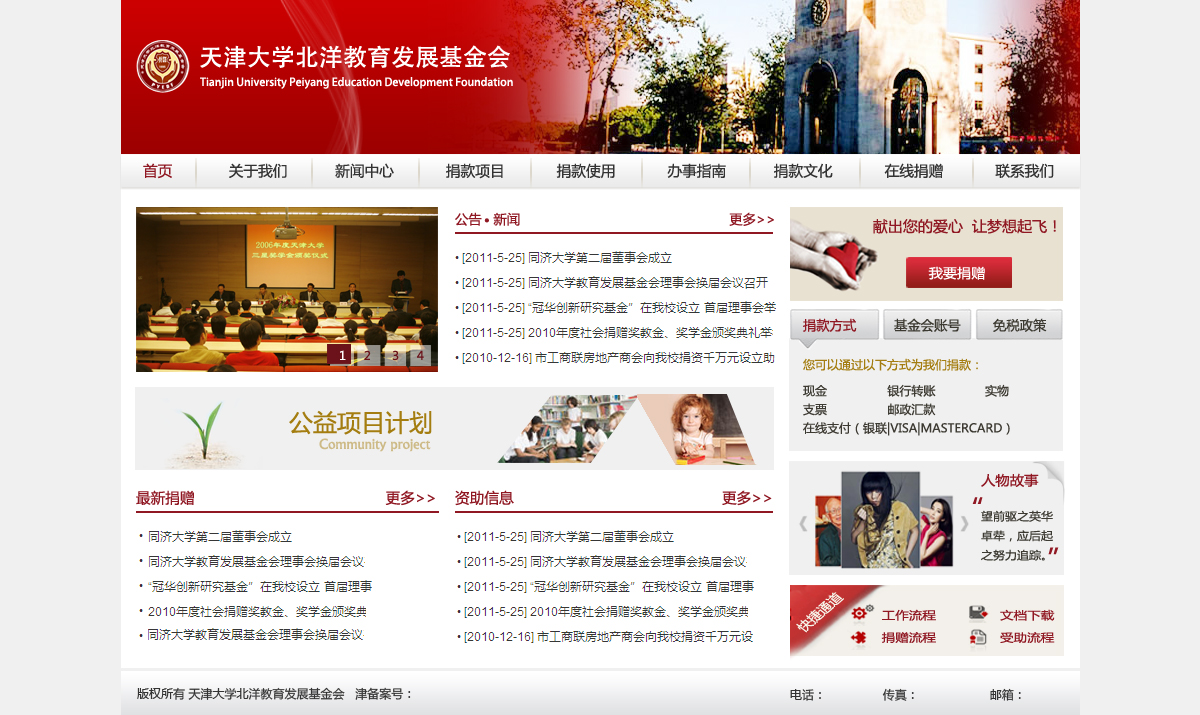 天津大学北洋教育发展基金会
Tianjin University Peiyang Education Development Foundation
首页 关于我们 新闻中心 捐款项目 捐款使用 办事指南 捐款文化 在线捐赠 联系我们
2006年度天津大学
三星奖学金颁奖仪式
1 2 3 4
公告 • 新闻 更多>>
• [2011-5-25] 同济大学第二届董事会成立
• [2011-5-25] 同济大学教育发展基金会理事会换届会议召开
• [2011-5-25] “冠华创新研究基金”在我校设立 首届理事会举
• [2011-5-25] 2010年度社会捐赠奖教金、奖学金颁奖典礼举
• [2010-12-16] 市工商联房地产商会向我校捐资千万元设立助
献出您的爱心 让梦想起飞！
我要捐赠
捐款方式 基金会账号 免税政策
您可以通过以下方式为我们捐款：
现金 银行转账 实物
支票 邮政汇款
在线支付（银联|VISA|MASTERCARD）
公益项目计划
Community project
最新捐赠 更多>>
• 同济大学第二届董事会成立
• 同济大学教育发展基金会理事会换届会议
• “冠华创新研究基金”在我校设立 首届理事
• 2010年度社会捐赠奖教金、奖学金颁奖典
• 同济大学教育发展基金会理事会换届会议
资助信息 更多>>
• [2011-5-25] 同济大学第二届董事会成立
• [2011-5-25] 同济大学教育发展基金会理事会换届会议
• [2011-5-25] “冠华创新研究基金”在我校设立 首届理事
• [2011-5-25] 2010年度社会捐赠奖教金、奖学金颁奖典
• [2010-12-16] 市工商联房地产商会向我校捐资千万元设
人物故事
“望前驱之英华
卓荦，应后起
之努力追踪。”
快捷通道
工作流程 文档下载
捐赠流程 受助流程
版权所有 天津大学北洋教育发展基金会 津备案号：
电话： 传真： 邮箱：